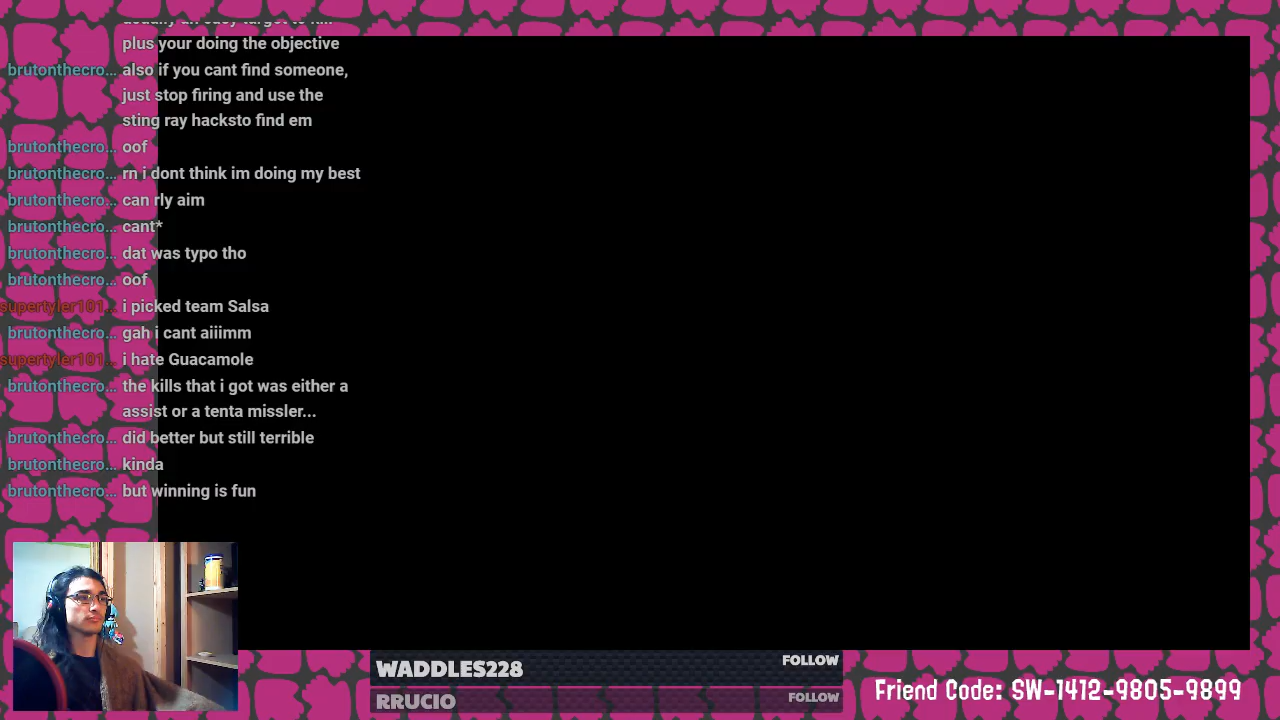 plus your doing the objective
brutonthecro... also if you cant find someone,
just stop firing and use the
sting ray hacksto find em
brutonthecro... oof
brutonthecro... rn i dont think im doing my best
brutonthecro... can rly aim
brutonthecro... cant*
brutonthecro... dat was typo tho
brutonthecro... oof
supertyler101... i picked team Salsa
brutonthecro... gah i cant aiiimm
supertyler101... i hate Guacamole
brutonthecro... the kills that i got was either a
assist or a tenta missler...
brutonthecro... did better but still terrible
brutonthecro... kinda
brutonthecro... but winning is fun
WADDLES228 FOLLOW
RRUCIO FOLLOW
Friend Code: SW-1412-9805-9899